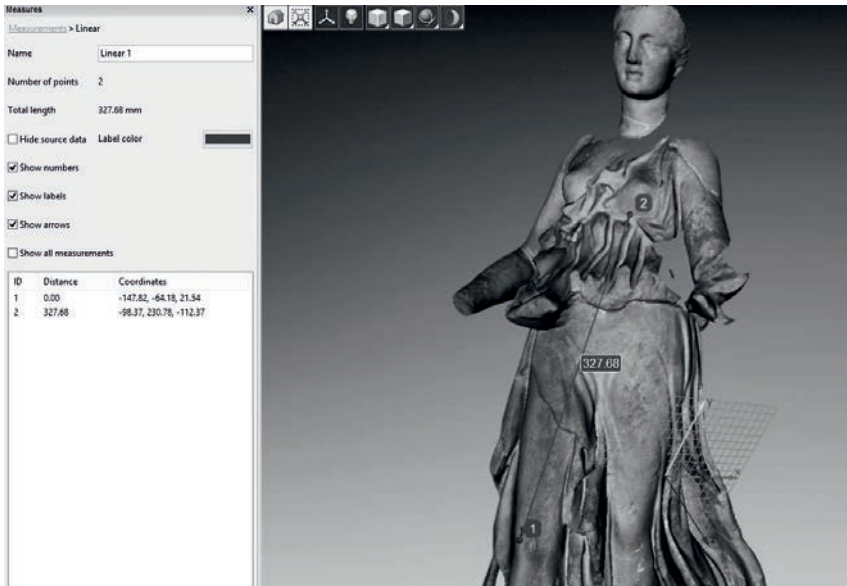 Measures
Measurements > Linear
Name Linear 1
Number of points 2
Total length 327.68 mm
Hide source data Label color
Show numbers
Show labels
Show arrows
Show all measurements
ID Distance Coordinates
1 0.00 -147.82, -64.18, 21.54
2 327.68 -98.37, 230.78, -112.37
2
327.68
1